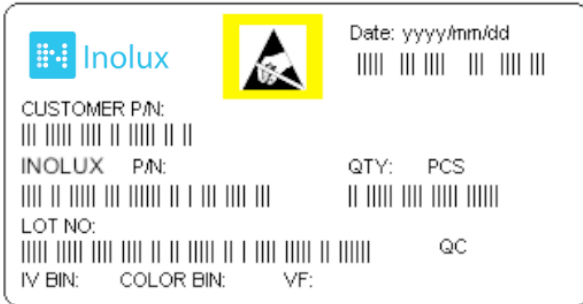 Inolux
Date: yyyy/mm/dd
CUSTOMER P/N:
INOLUX P/N:
QTY: PCS
LOT NO:
QC
IV BIN: COLOR BIN: VF: